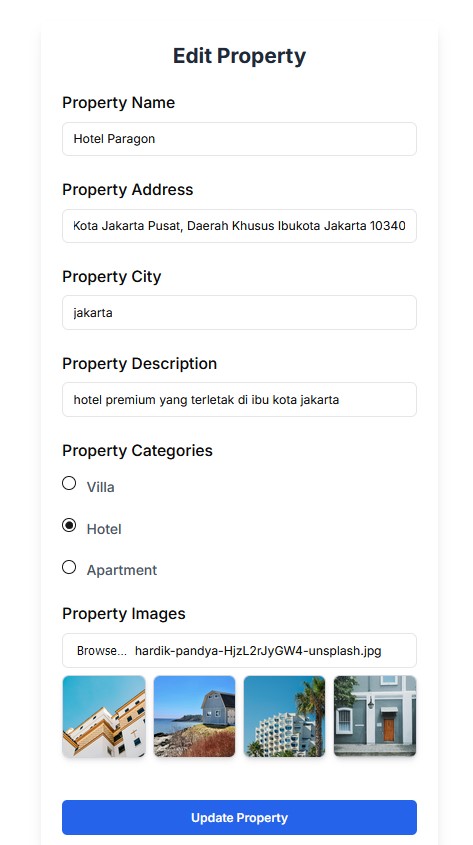 Edit Property
Property Name
Hotel Paragon
Property Address
Kota Jakarta Pusat, Daerah Khusus Ibukota Jakarta 10340
Property City
jakarta
Property Description
hotel premium yang terletak di ibu kota jakarta
Property Categories
Villa
Hotel
Apartment
Property Images
Browse... hardik-pandya-HjzL2rJyGW4-unsplash.jpg
Update Property